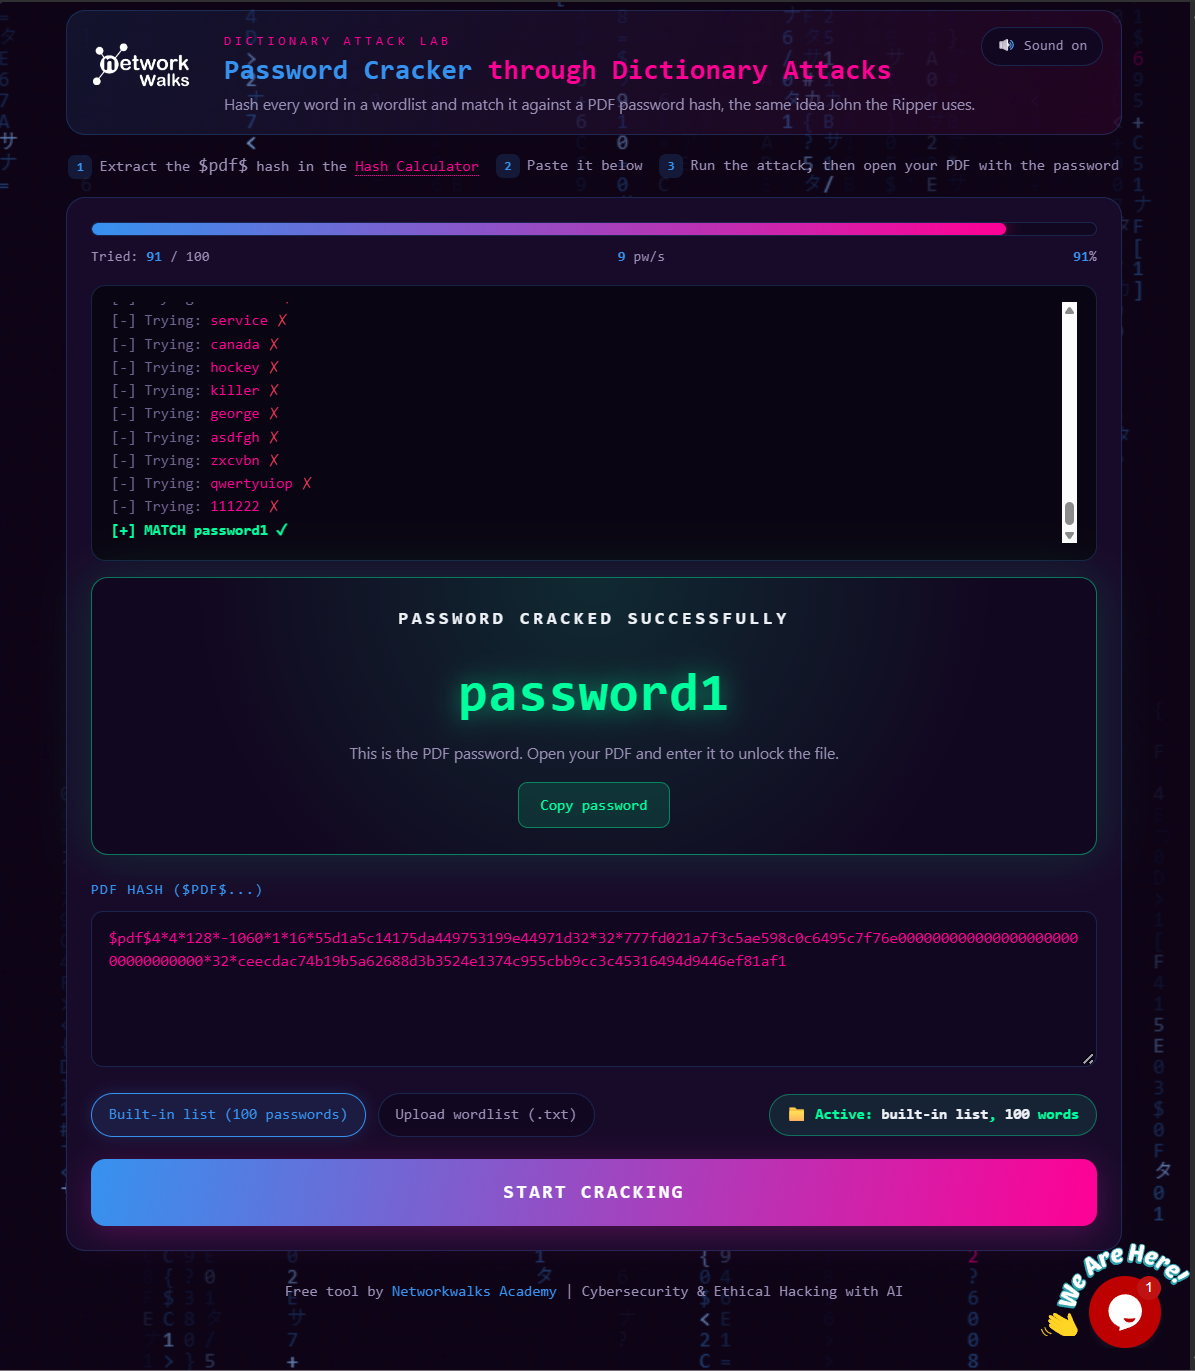 network
Walks
DICTIONARY ATTACK LAB
Password Cracker through Dictionary Attacks
Hash every word in a wordlist and match it against a PDF password hash, the same idea John the Ripper uses.
Sound on
1 Extract the $pdf$ hash in the Hash Calculator 2 Paste it below 3 Run the attack, then open your PDF with the password
Tried: 91 / 100 9 pw/s 91%
[-] Trying: service ✗
[-] Trying: canada ✗
[-] Trying: hockey ✗
[-] Trying: killer ✗
[-] Trying: george ✗
[-] Trying: asdfgh ✗
[-] Trying: zxcvbn ✗
[-] Trying: qwertyuiop ✗
[-] Trying: 111222 ✗
[+] MATCH password1 ✓
PASSWORD CRACKED SUCCESSFULLY
password1
This is the PDF password. Open your PDF and enter it to unlock the file.
Copy password
PDF HASH ($PDF$...)
$pdf$4*4*128*-1060*1*16*55d1a5c14175da449753199e44971d32*32*777fd021a7f3c5ae598c0c6495c7f76e0000000000000000000000
00000000000*32*ceecdac74b19b5a62688d3b3524e1374c955cbb9cc3c45316494d9446ef81af1
Built-in list (100 passwords) Upload wordlist (.txt) Active: built-in list, 100 words
START CRACKING
Free tool by Networkwalks Academy | Cybersecurity & Ethical Hacking with AI
We Are Here!
1